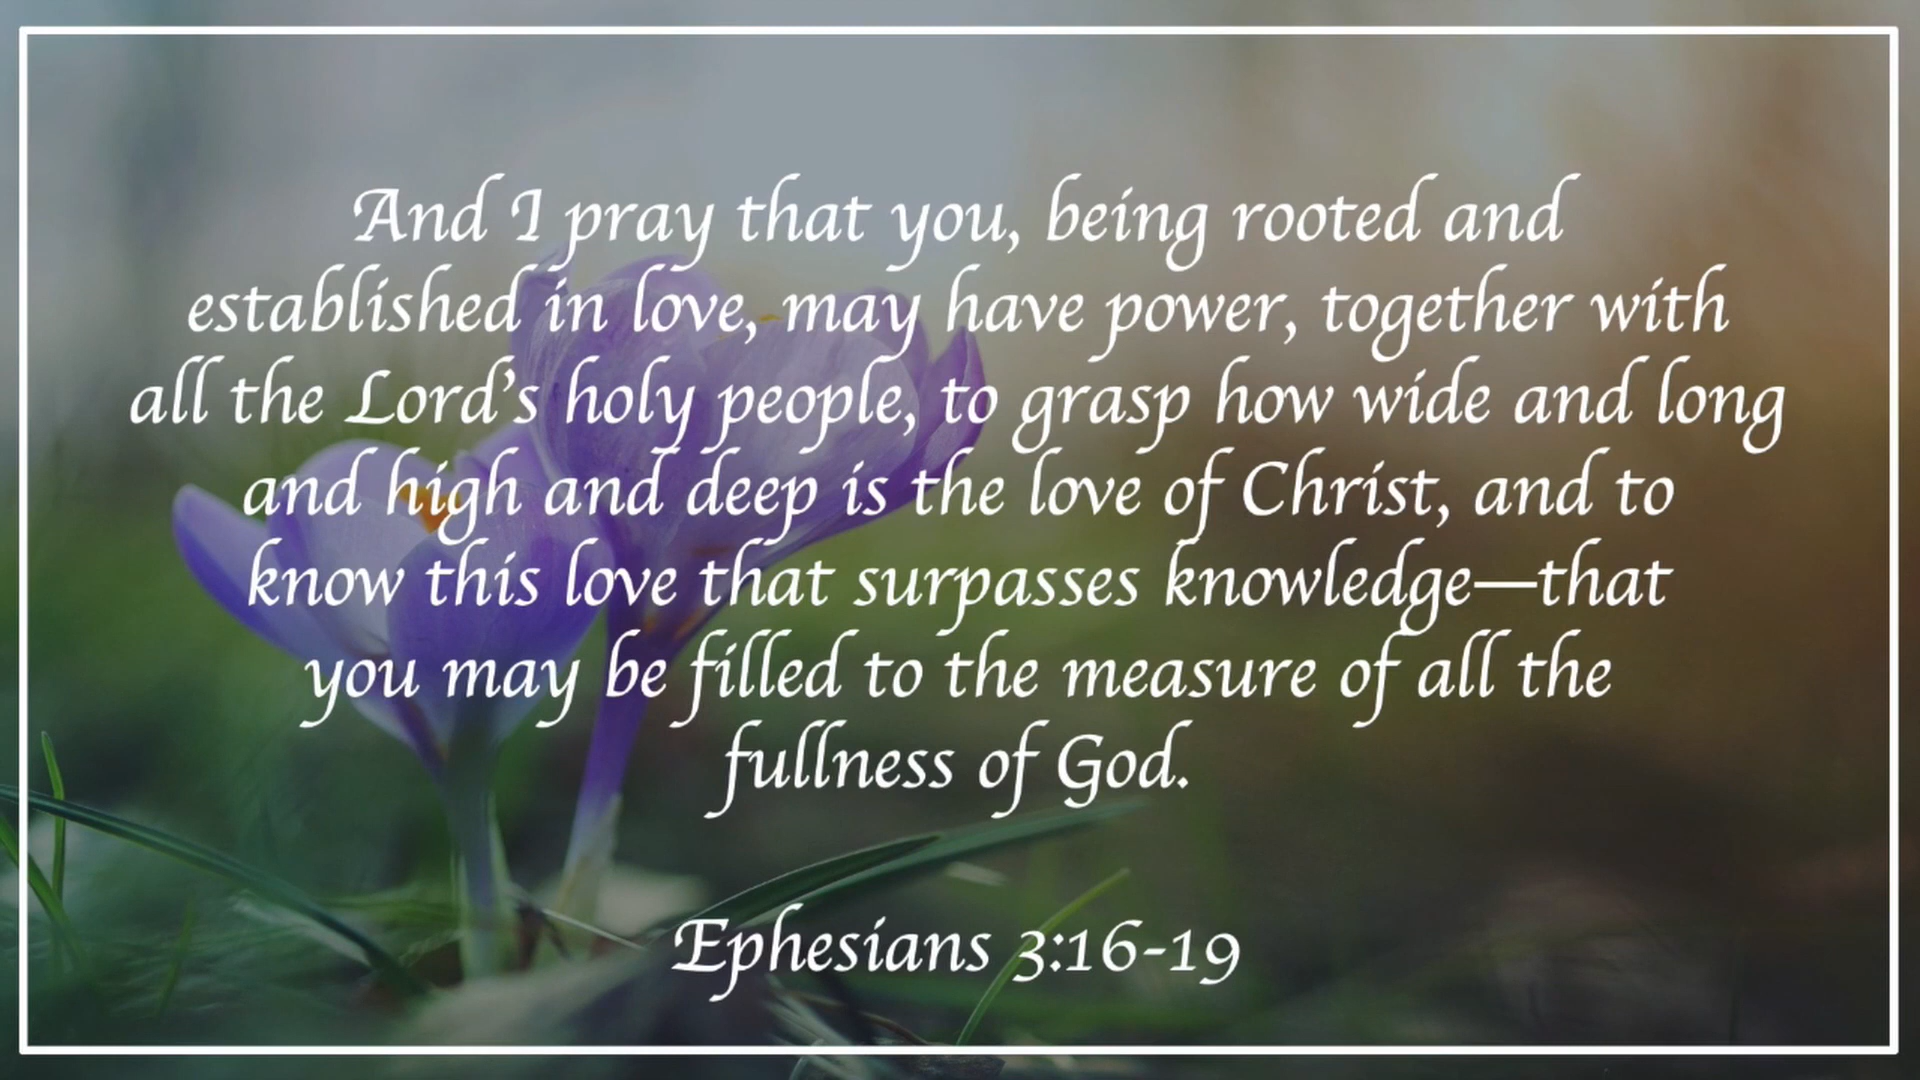 And I pray that you, being rooted and
established in love, may have power, together with
all the Lord's holy people, to grasp how wide and long
and high and deep is the love of Christ, and to
know this love that surpasses knowledge—that
you may be filled to the measure of all the
fullness of God.
Ephesians 3:16-19